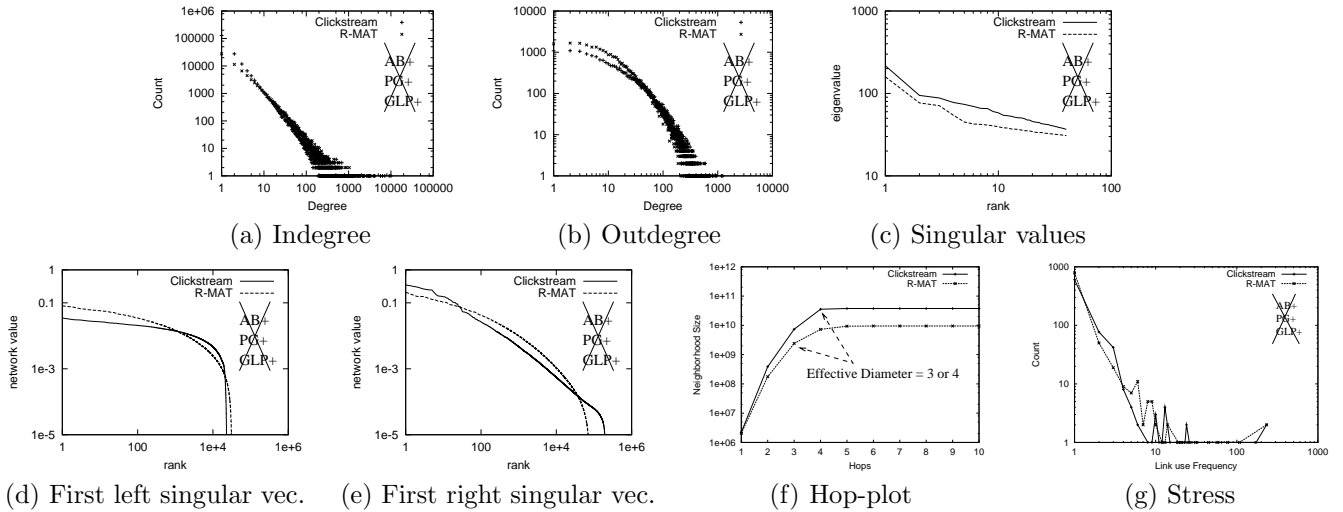 1e+06
100000
10000
1000
100
10
1
1 10 100 1000 10000 100000
Count
Degree
Clickstream
R-MAT
AB+
PG+
GLP+
(a) Indegree
10000
1000
100
10
1
1 10 100 1000 10000
Count
Degree
Clickstream
R-MAT
AB+
PG+
GLP+
(b) Outdegree
1000
100
10
1 10 100
eigenvalue
rank
Clickstream
R-MAT
AB+
PG+
GLP+
(c) Singular values
1
0.1
1e-3
1e-5
1 100 1e+4 1e+6
network value
rank
Clickstream
R-MAT
AB+
PG+
GLP+
(d) First left singular vec.
1
0.1
1e-3
1e-5
1 100 1e+4 1e+6
network value
rank
Clickstream
R-MAT
AB+
PG+
GLP+
(e) First right singular vec.
1e+12
1e+11
1e+10
1e+09
1e+08
1e+07
1e+06
1 2 3 4 5 6 7 8 9 10
Neighborhood Size
Hops
Clickstream
R-MAT
Effective Diameter = 3 or 4
(f) Hop-plot
1000
100
10
1
1 10 100 1000
Count
Link use Frequency
Clickstream
R-MAT
AB+
PG+
GLP+
(g) Stress